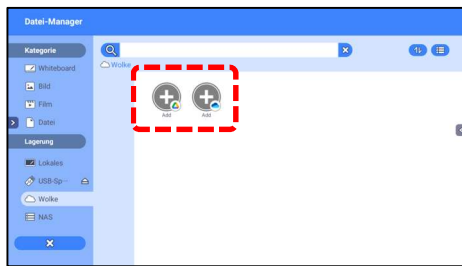 Datei-Manager
Kategorie
Whiteboard
Bild
Film
Datei
Lagerung
Lokales
USB-Sp···
Wolke
NAS
Wolke
Add
Add